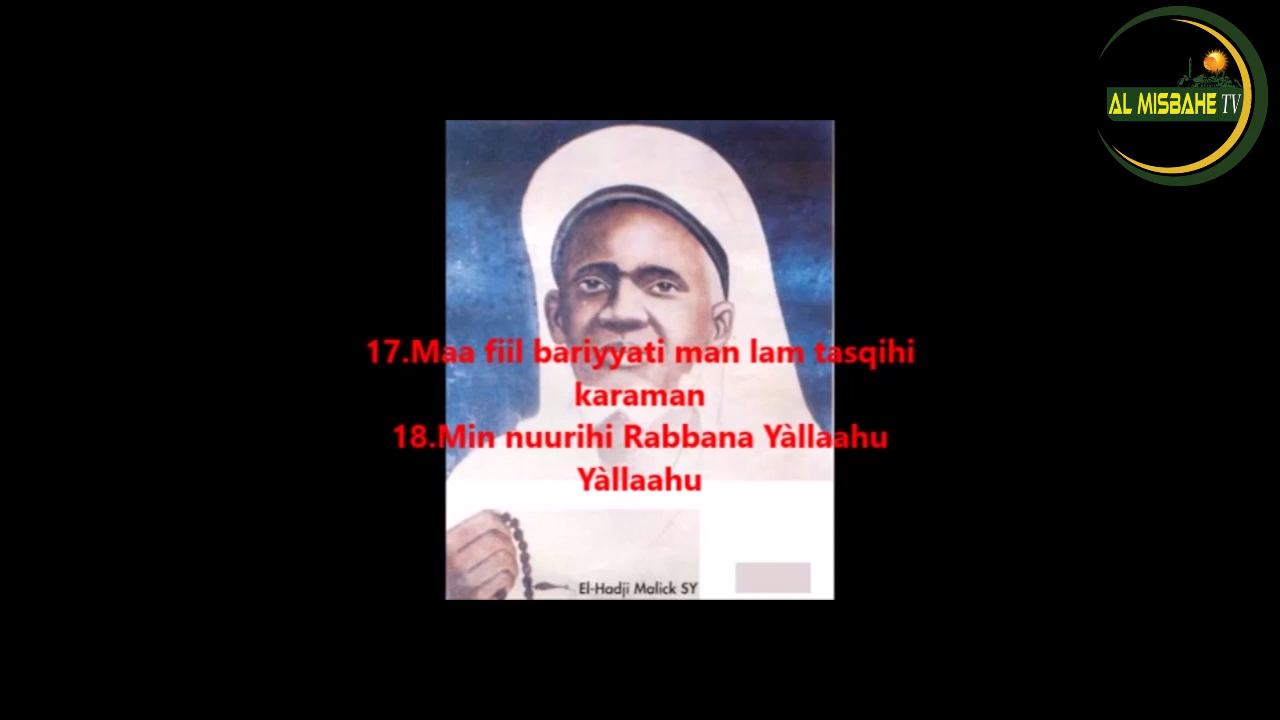 AL MISBAHE TV
17.Maa fiil bariyyati man lam tasqihi
karaman
18.Min nuurihi Rabbana Yàllaahu
Yàllaahu
El-Hadji Malick SY